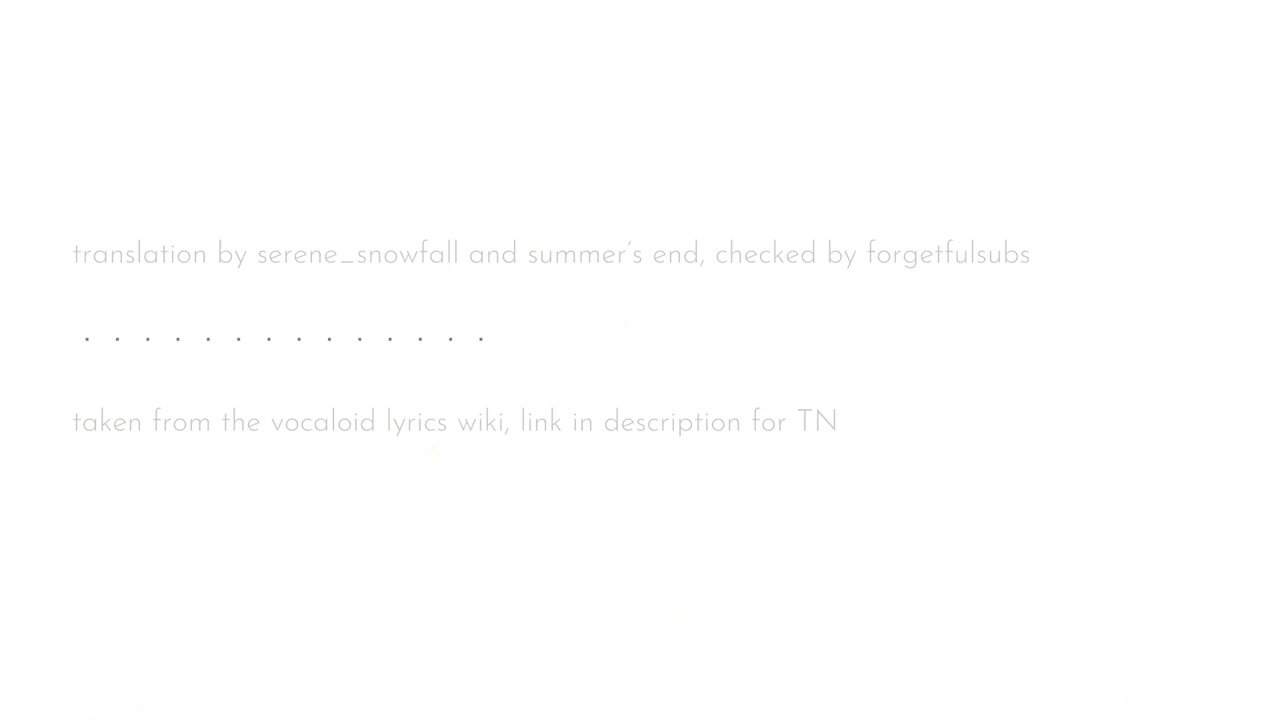 translation by serene_snowfall and summer's end, checked by forgetfulsubs
. . . . . . . . . . . . . .
taken from the vocaloid lyrics wiki, link in description for TN